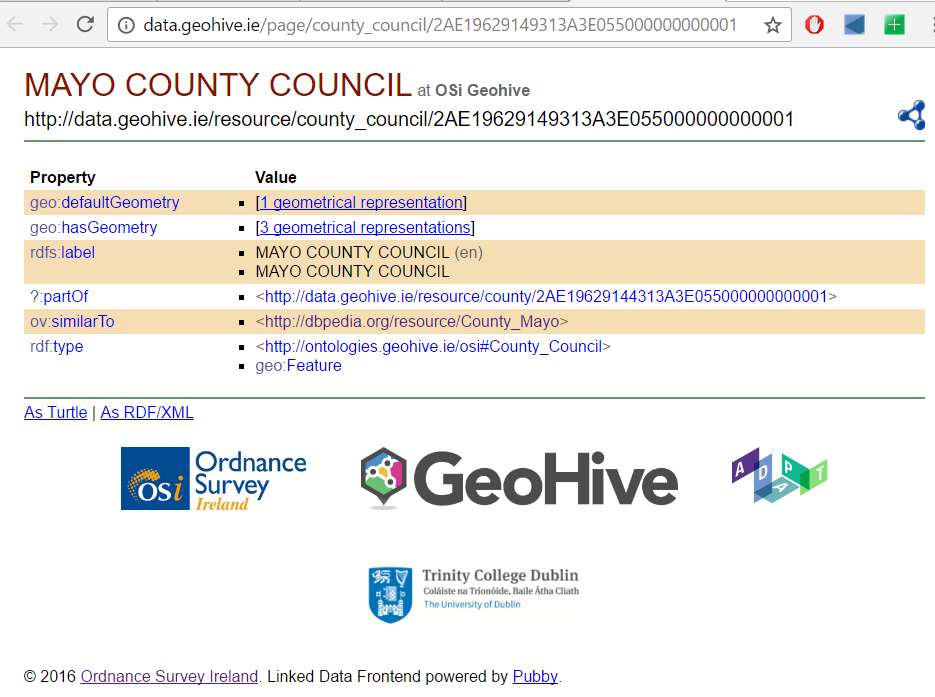 data.geohive.ie/page/county_council/2AE19629149313A3E055000000000001
MAYO COUNTY COUNCIL at OSi Geohive
http://data.geohive.ie/resource/county_council/2AE19629149313A3E055000000000001
Property Value
geo:defaultGeometry [1 geometrical representation]
geo:hasGeometry [3 geometrical representations]
rdfs:label MAYO COUNTY COUNCIL (en)
MAYO COUNTY COUNCIL
?:partOf <http://data.geohive.ie/resource/county/2AE19629144313A3E055000000000001>
ov:similarTo <http://dbpedia.org/resource/County_Mayo>
rdf:type <http://ontologies.geohive.ie/osi#County_Council>
geo:Feature
As Turtle | As RDF/XML
osi Ordnance
Survey
Ireland
GeoHive
ADAPT
Trinity College Dublin
Coláiste na Tríonóide, Baile Átha Cliath
The University of Dublin
© 2016 Ordnance Survey Ireland. Linked Data Frontend powered by Pubby.